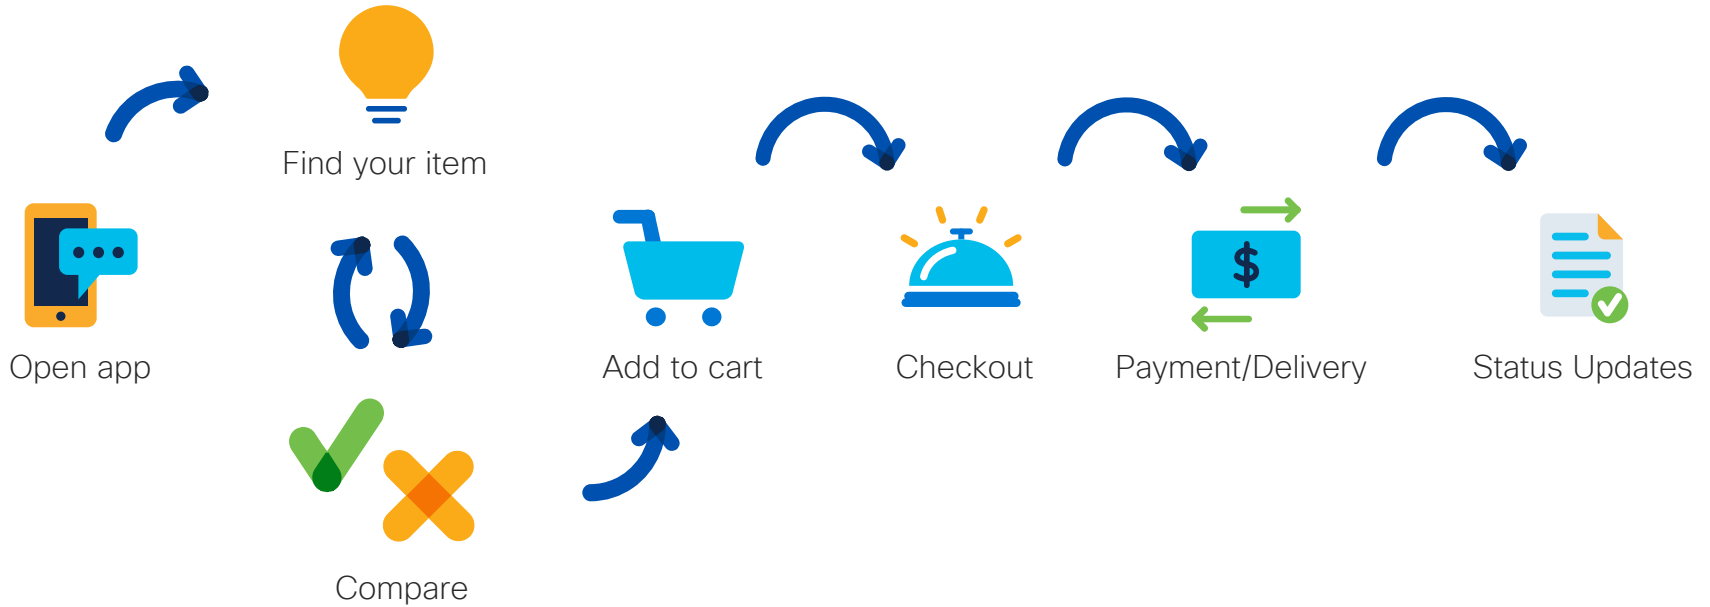 Find your item
Open app
Add to cart
Checkout
Payment/Delivery
Status Updates
Compare
$